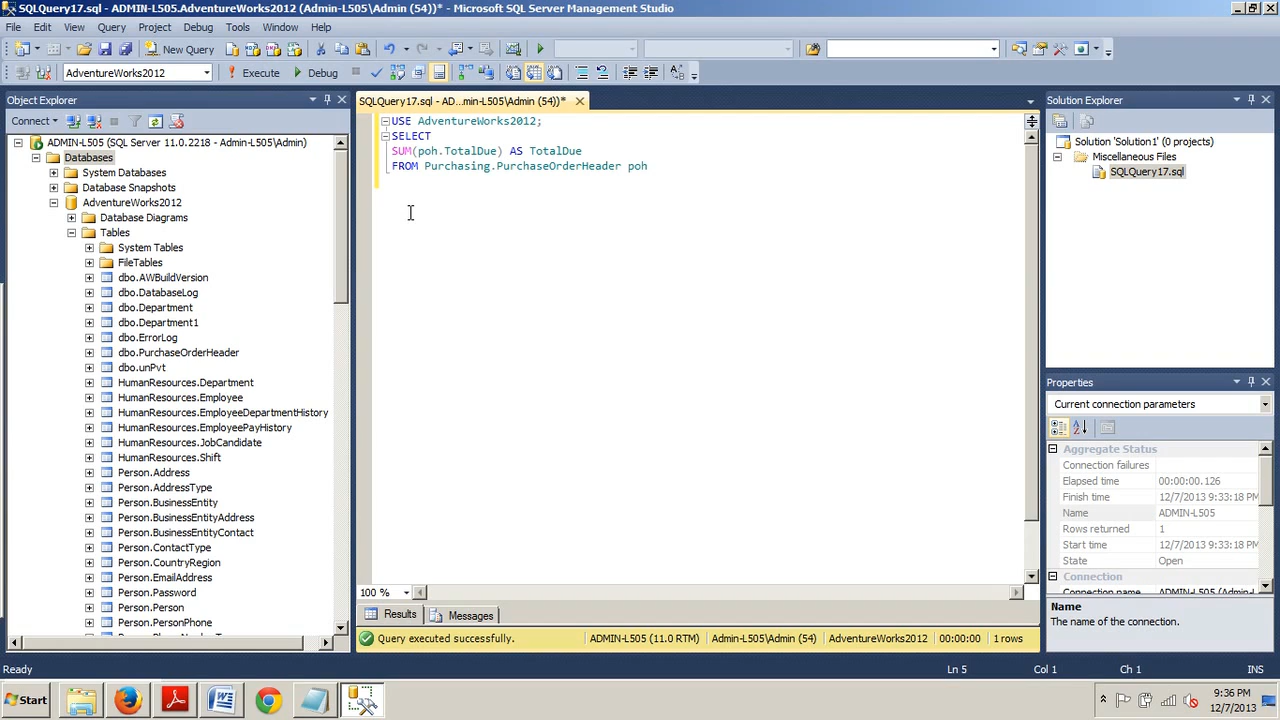 SQLQuery17.sql - ADMIN-L505.AdventureWorks2012 (Admin-L505\Admin (54))* - Microsoft SQL Server Management Studio
File Edit View Query Project Debug Tools Window Help
New Query
AdventureWorks2012 Execute Debug
Object Explorer
Connect
ADMIN-L505 (SQL Server 11.0.2218 - Admin-L505\Admin)
Databases
System Databases
Database Snapshots
AdventureWorks2012
Database Diagrams
Tables
System Tables
FileTables
dbo.AWBuildVersion
dbo.DatabaseLog
dbo.Department
dbo.Department1
dbo.ErrorLog
dbo.PurchaseOrderHeader
dbo.unPvt
HumanResources.Department
HumanResources.Employee
HumanResources.EmployeeDepartmentHistory
HumanResources.EmployeePayHistory
HumanResources.JobCandidate
HumanResources.Shift
Person.Address
Person.AddressType
Person.BusinessEntity
Person.BusinessEntityAddress
Person.BusinessEntityContact
Person.ContactType
Person.CountryRegion
Person.EmailAddress
Person.Password
Person.Person
Person.PersonPhone
SQLQuery17.sql - AD...min-L505\Admin (54))*
USE AdventureWorks2012;
SELECT
SUM(poh.TotalDue) AS TotalDue
FROM Purchasing.PurchaseOrderHeader poh
100 %
Results Messages
Query executed successfully. ADMIN-L505 (11.0 RTM) Admin-L505\Admin (54) AdventureWorks2012 00:00:00 1 rows
Solution Explorer
Solution 'Solution1' (0 projects)
Miscellaneous Files
SQLQuery17.sql
Properties
Current connection parameters
Aggregate Status
Connection failures
Elapsed time 00:00:00.126
Finish time 12/7/2013 9:33:18 PM
Name ADMIN-L505
Rows returned 1
Start time 12/7/2013 9:33:18 PM
State Open
Connection
Connection name ADMIN-L505 (Admin-L
Name
The name of the connection.
Ready Ln 5 Col 1 Ch 1 INS
Start
9:36 PM
12/7/2013